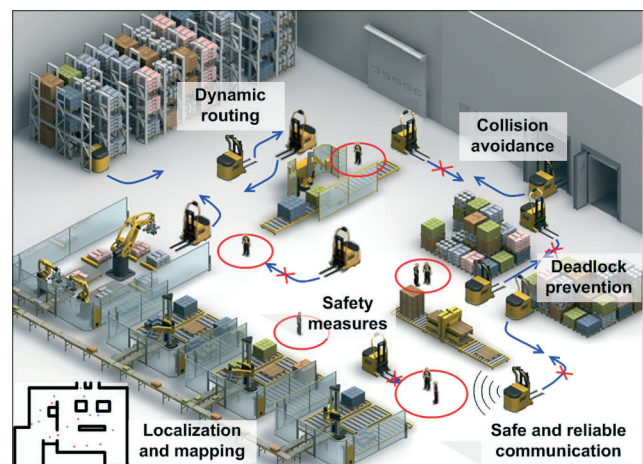 Dynamic
routing
Collision
avoidance
Deadlock
prevention
Safety
measures
Localization
and mapping
Safe and reliable
communication